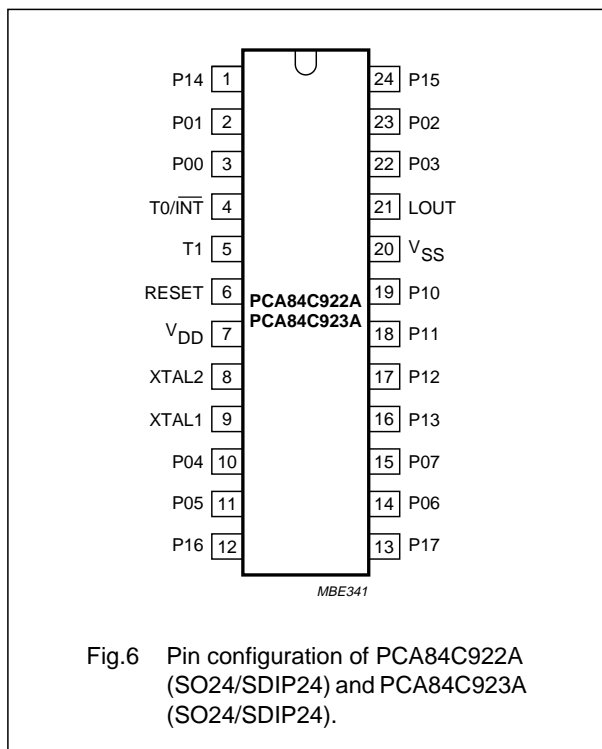 P14 1 24 P15
P01 2 23 P02
P00 3 22 P03
T0/INT 4 21 LOUT
T1 5 20 VSS
RESET 6 19 P10
PCA84C922A
PCA84C923A
VDD 7 18 P11
XTAL2 8 17 P12
XTAL1 9 16 P13
P04 10 15 P07
P05 11 14 P06
P16 12 13 P17
MBE341
Fig.6 Pin configuration of PCA84C922A
(SO24/SDIP24) and PCA84C923A
(SO24/SDIP24).